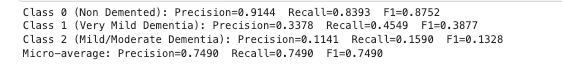 Class 0 (Non Demented): Precision=0.9144  Recall=0.8393  F1=0.8752
Class 1 (Very Mild Dementia): Precision=0.3378  Recall=0.4549  F1=0.3877
Class 2 (Mild/Moderate Dementia): Precision=0.1141  Recall=0.1590  F1=0.1328
Micro-average: Precision=0.7490  Recall=0.7490  F1=0.7490